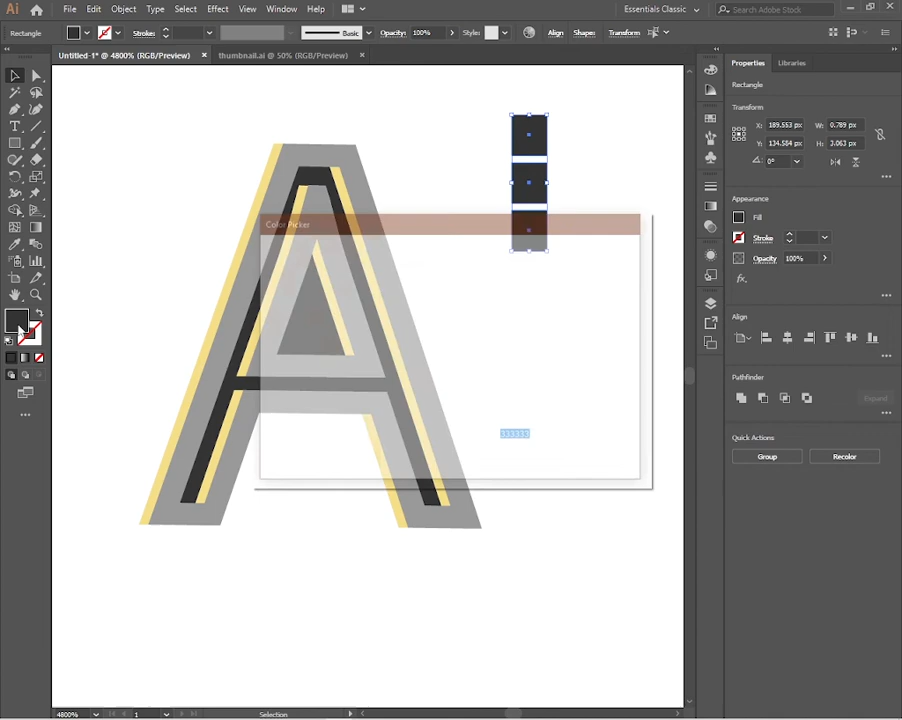 Ai File Edit Object Type Select Effect View Window Help Essentials Classic Search Adobe Stock
Rectangle Stroke: Basic Opacity: 100% Style: Align Shape: Transform
Untitled-1* @ 4800% (RGB/Preview) × thumbnail.ai @ 50% (RGB/Preview) ×
Properties Libraries
Rectangle
Transform
X: 189.553 px W: 0.789 px
Y: 134.584 px H: 3.063 px
0°
Appearance
Fill
Stroke
Opacity 100%
fx.
Align
Pathfinder
Expand
Quick Actions
Group Recolor
Color Picker
333333
A
4800% 1 Selection